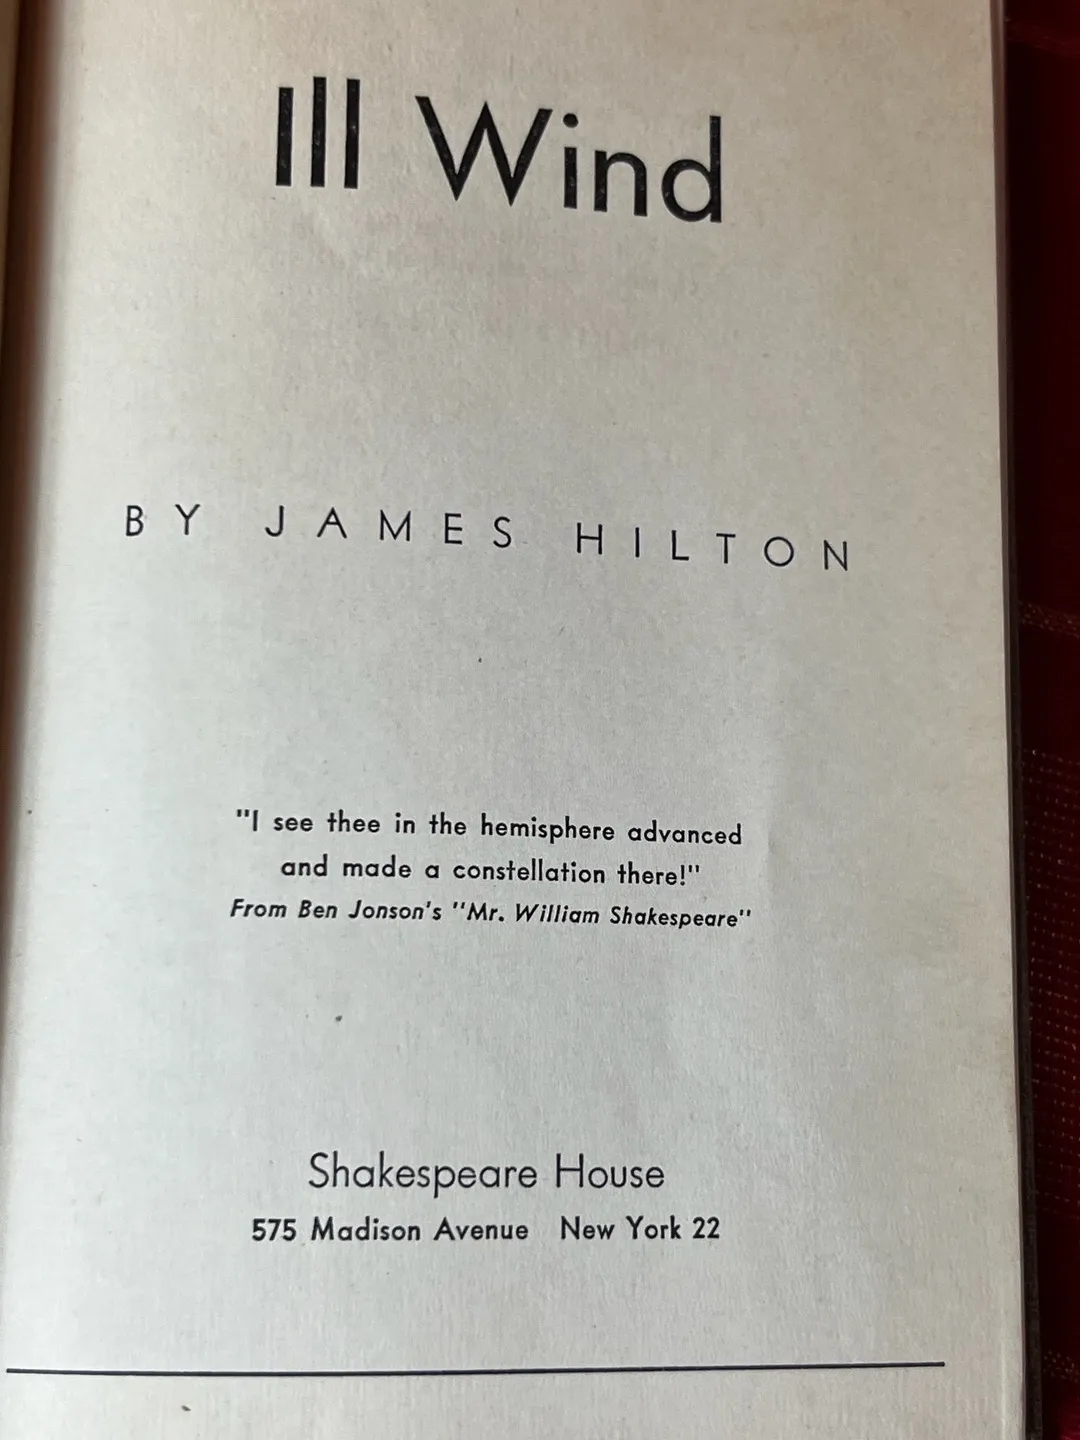 Ill Wind
BY JAMES HILTON
"I see thee in the hemisphere advanced
and made a constellation there!"
From Ben Jonson's "Mr. William Shakespeare"
Shakespeare House
575 Madison Avenue New York 22